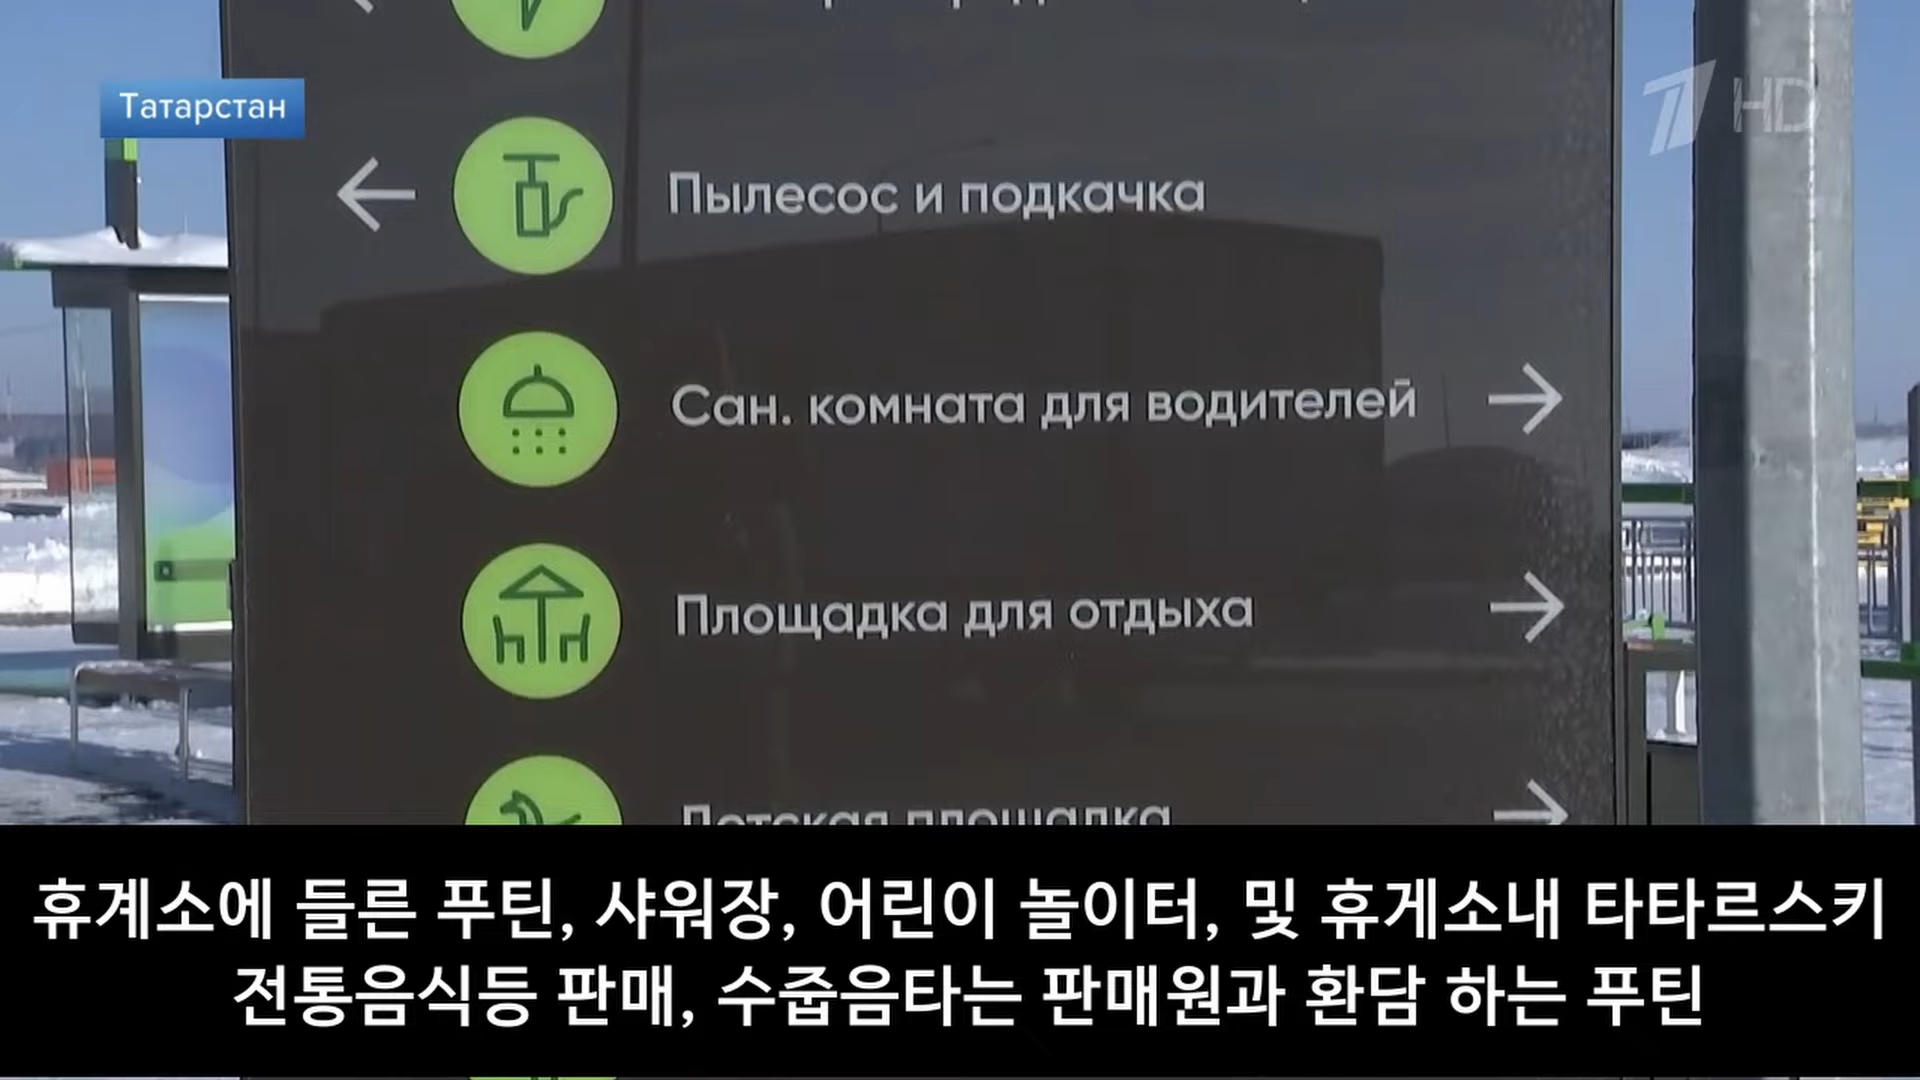 Татарстан
HD
Пылесос и подкачка
Сан. комната для водителей
Площадка для отдыха
Детская площадка
휴계소에 들른 푸틴, 샤워장, 어린이 놀이터, 및 휴게소내 타타르스키
전통음식등 판매, 수줍음타는 판매원과 환담 하는 푸틴